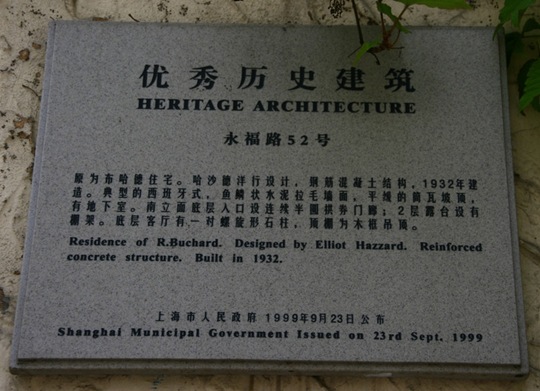 优秀历史建筑
HERITAGE ARCHITECTURE
永福路52号
原为布哈德住宅。哈沙德洋行设计，钢筋混凝土结构，1932年建
造。典型的西班牙式，鱼鳞状水泥拉毛墙面，平缓的筒瓦坡顶，
有地下室。南立面底层入口设连续半圆拱券门廊；2层露台设有
棚架。底层客厅有一对螺旋形石柱，顶棚为木框吊顶。
Residence of R.Buchard. Designed by Elliot Hazzard. Reinforced
concrete structure. Built in 1932.
上海市人民政府 1999年9月23日公布
Shanghai Municipal Government Issued on 23rd Sept. 1999